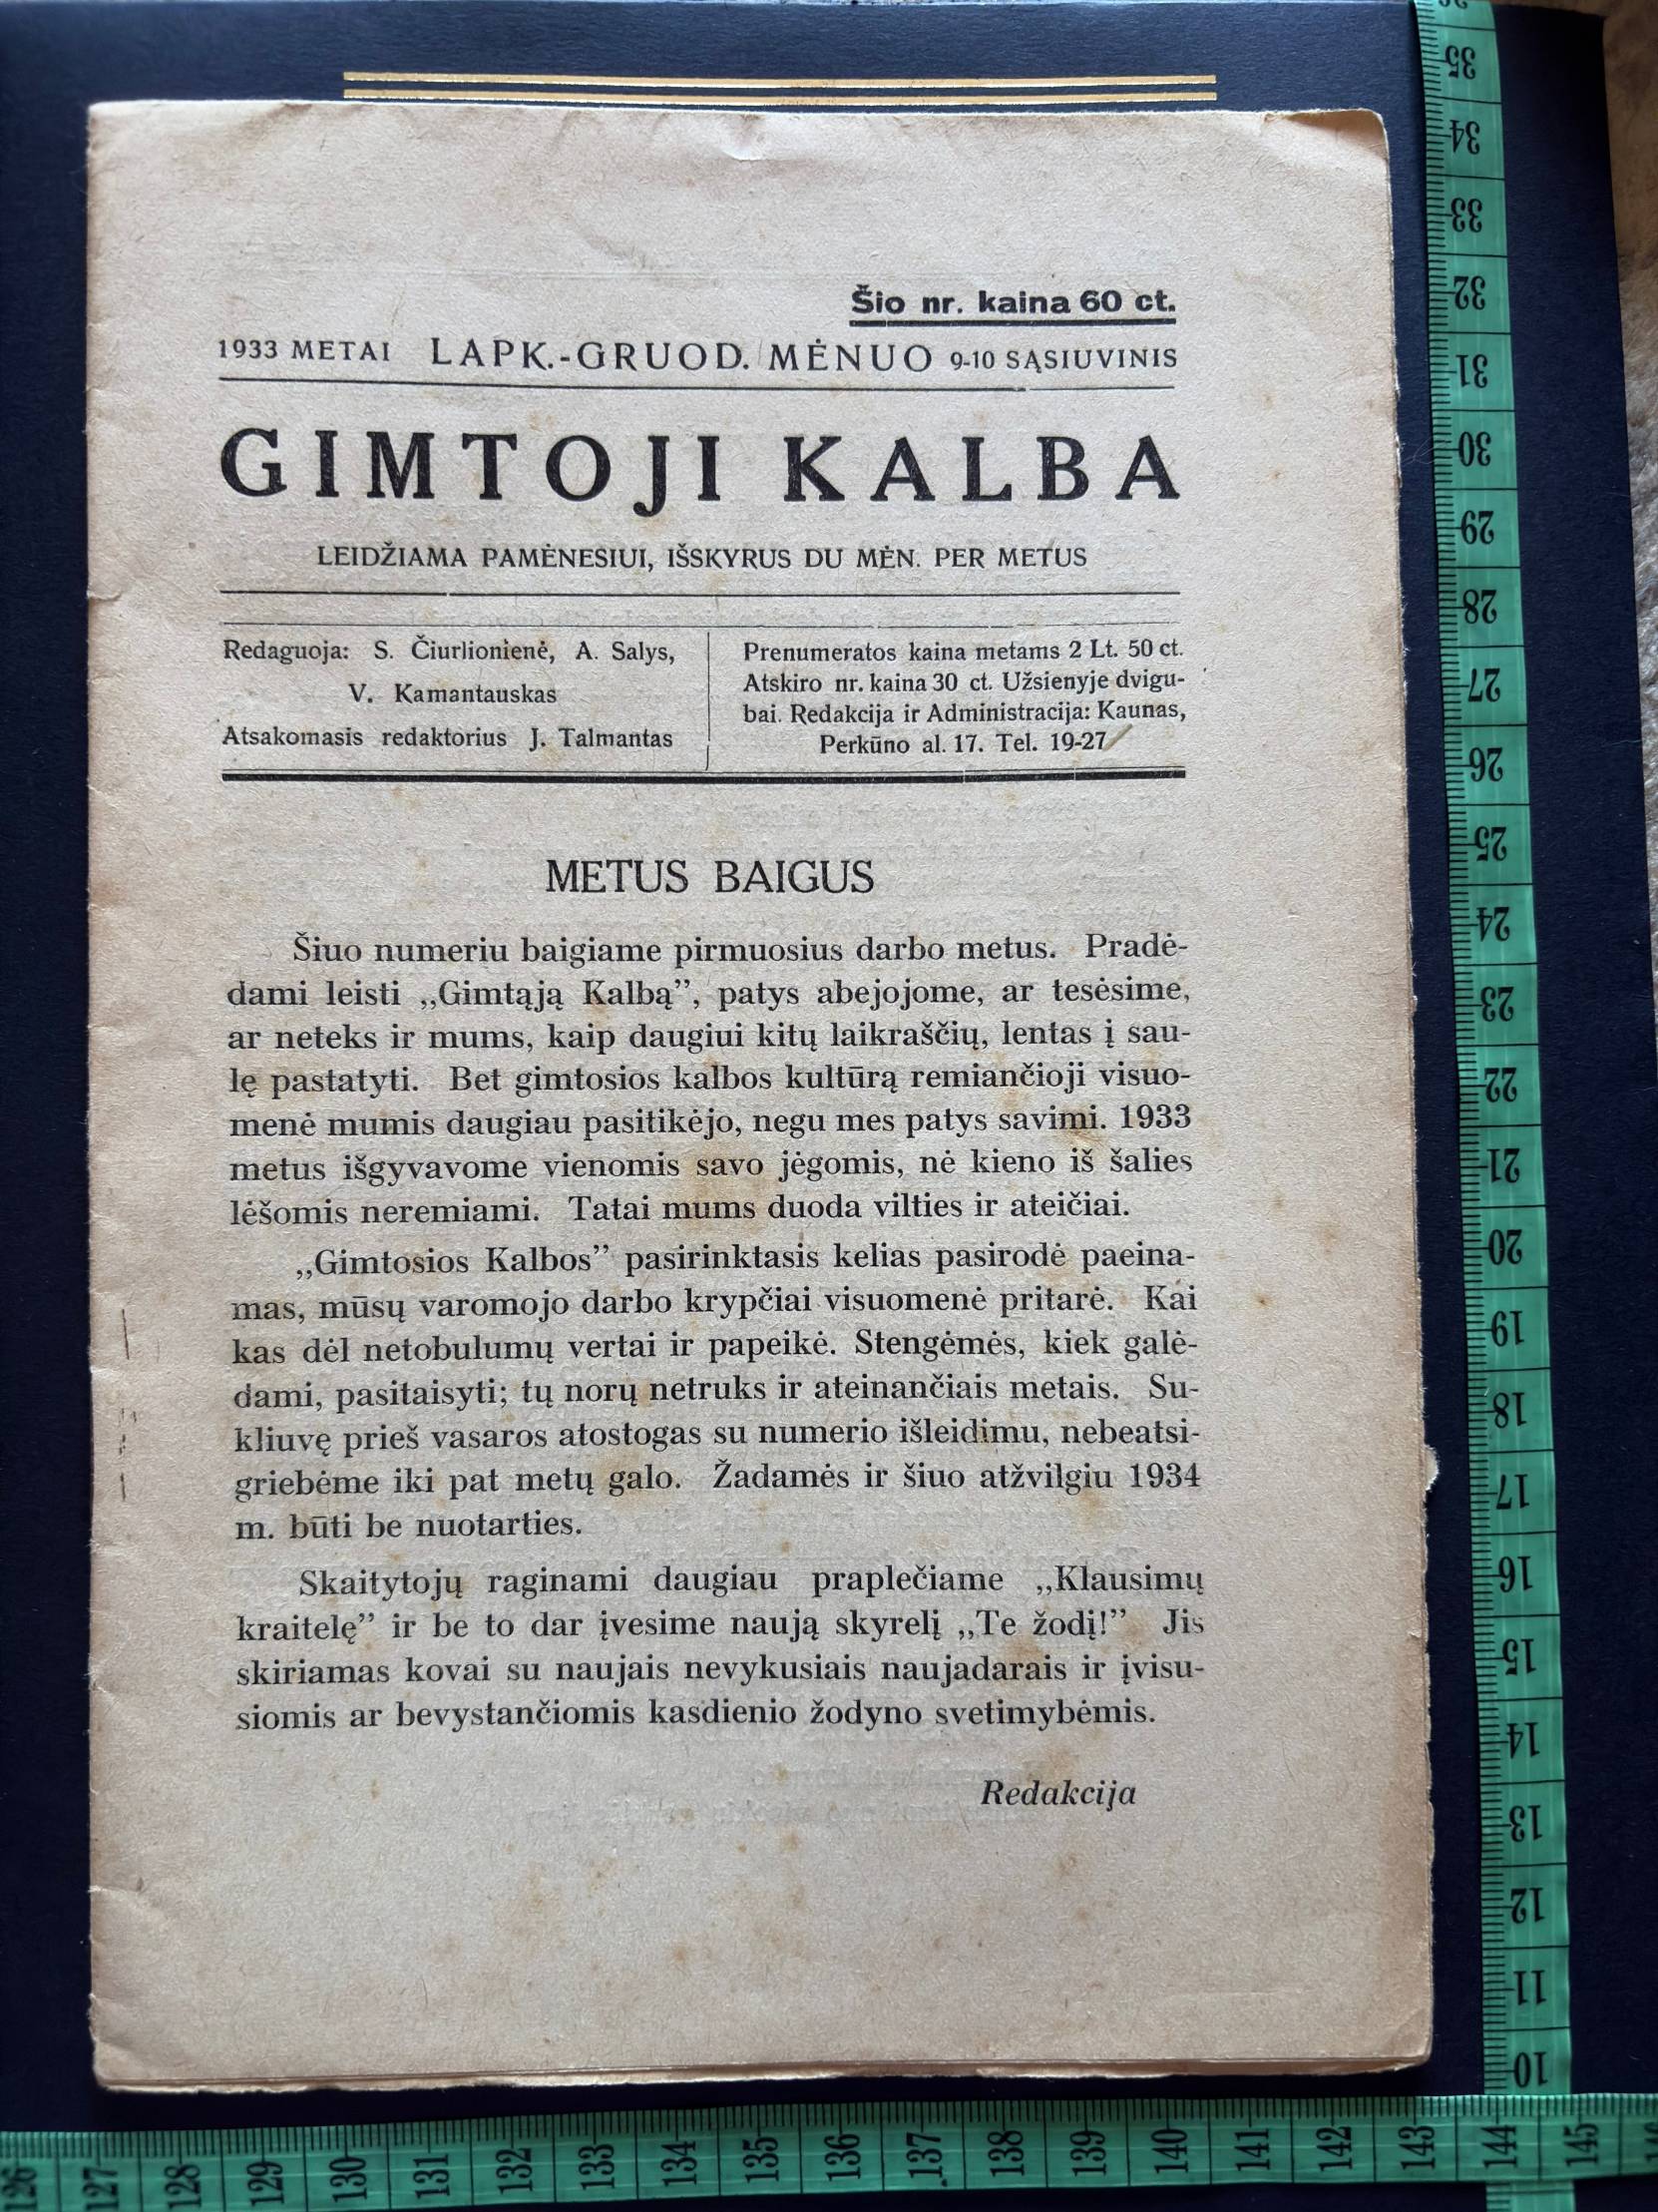 Šio nr. kaina 60 ct.
1933 METAI LAPK.-GRUOD. MĖNUO 9-10 SĄSIUVINIS
GIMTOJI KALBA
LEIDŽIAMA PAMĖNESIUI, IŠSKYRUS DU MĖN. PER METUS
Redaguoja: S. Čiurlionienė, A. Salys,
V. Kamantauskas
Atsakomasis redaktorius J. Talmantas
Prenumeratos kaina metams 2 Lt. 50 ct.
Atskiro nr. kaina 30 ct. Užsienyje dvigu-
bai. Redakcija ir Administracija: Kaunas,
Perkūno al. 17. Tel. 19-27
METUS BAIGUS
Šiuo numeriu baigiame pirmuosius darbo metus. Pradė-
dami leisti „Gimtąją Kalbą”, patys abejojome, ar tesėsime,
ar neteks ir mums, kaip daugiui kitų laikraščių, lentas į sau-
lę pastatyti. Bet gimtosios kalbos kultūrą remiančioji visuo-
menė mumis daugiau pasitikėjo, negu mes patys savimi. 1933
metus išgyvavome vienomis savo jėgomis, nė kieno iš šalies
lėšomis neremiami. Tatai mums duoda vilties ir ateičiai.
„Gimtosios Kalbos” pasirinktasis kelias pasirodė paeina-
mas, mūsų varomojo darbo krypčiai visuomenė pritarė. Kai
kas dėl netobulumų vertai ir papeikė. Stengėmės, kiek galė-
dami, pasitaisyti; tų norų netruks ir ateinančiais metais. Su-
kliuvę prieš vasaros atostogas su numerio išleidimu, nebeatsi-
griebėme iki pat metų galo. Žadamės ir šiuo atžvilgiu 1934
m. būti be nuotarties.
Skaitytojų raginami daugiau praplečiame „Klausimų
kraitelę” ir be to dar įvesime naują skyrelį „Te žodį!” Jis
skiriamas kovai su naujais nevykusiais naujadarais ir įvisu-
siomis ar bevystančiomis kasdienio žodyno svetimybėmis.
Redakcija
35
34
33
32
31
30
29
28
27
26
25
24
23
22
21
20
19
18
17
16
15
14
13
12
11
10
126 127 128 129 130 131 132 133 134 135 136 137 138 139 140 141 142 143 144 145